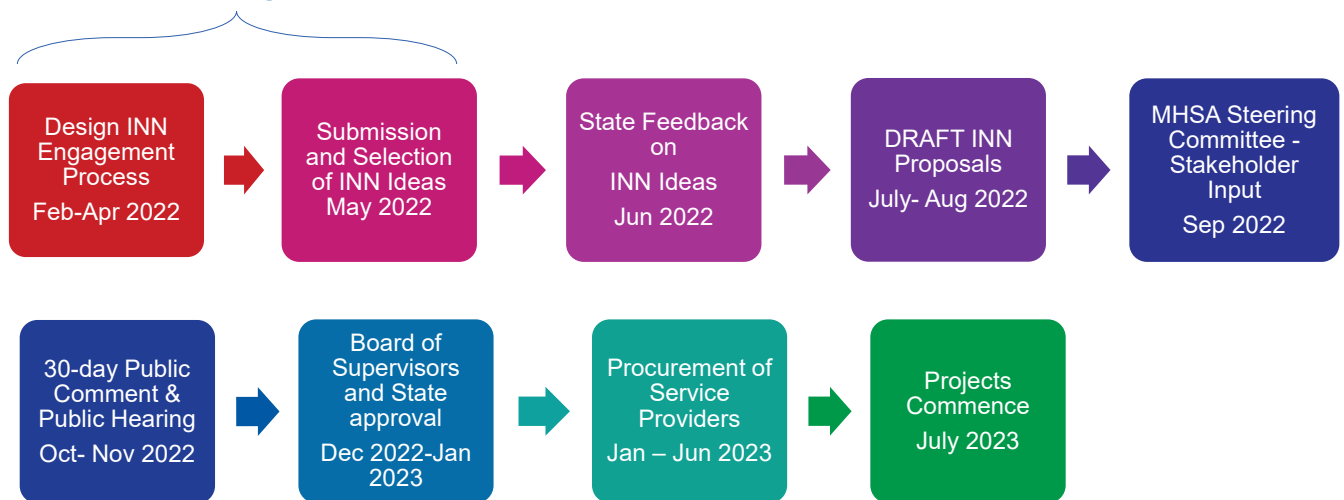 Design INN
Engagement
Process
Feb-Apr 2022
Submission
and Selection
of INN Ideas
May 2022
State Feedback
on
INN Ideas
Jun 2022
DRAFT INN
Proposals
July- Aug 2022
MHSA Steering
Committee -
Stakeholder
Input
Sep 2022
30-day Public
Comment &
Public Hearing
Oct- Nov 2022
Board of
Supervisors
and State
approval
Dec 2022-Jan
2023
Procurement of
Service
Providers
Jan – Jun 2023
Projects
Commence
July 2023